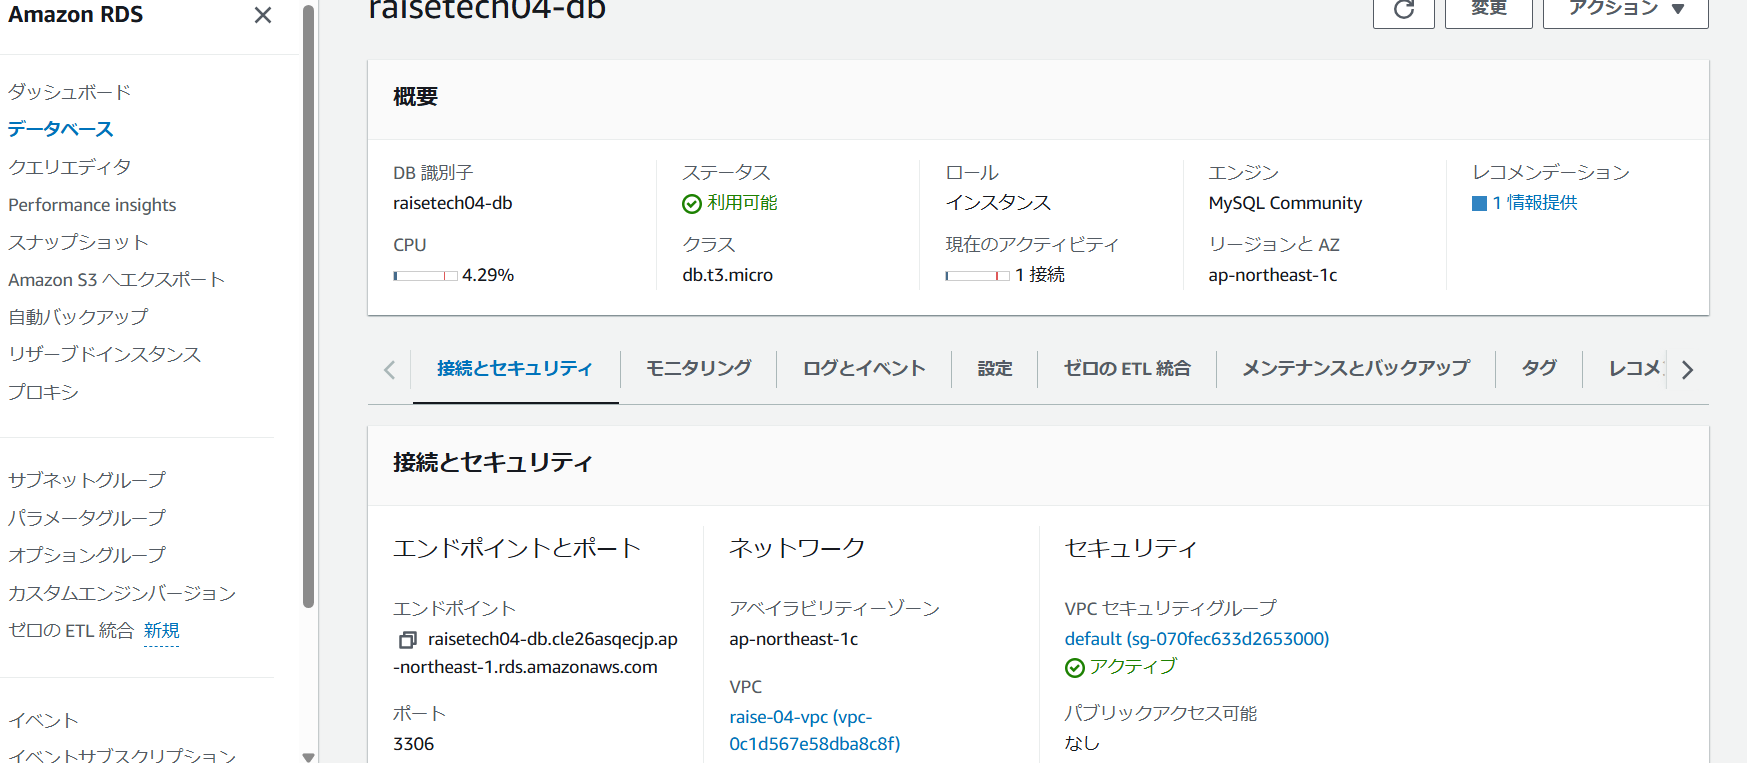 Amazon RDS
ダッシュボード
データベース
クエリエディタ
Performance insights
スナップショット
Amazon S3 へエクスポート
自動バックアップ
リザーブドインスタンス
プロキシ
サブネットグループ
パラメータグループ
オプショングループ
カスタムエンジンバージョン
ゼロの ETL 統合 新規
イベント
イベントサブスクリプション
raisetech04-db
変更
アクション
概要
DB 識別子
raisetech04-db
CPU
4.29%
ステータス
利用可能
クラス
db.t3.micro
ロール
インスタンス
現在のアクティビティ
1 接続
エンジン
MySQL Community
リージョンと AZ
ap-northeast-1c
レコメンデーション
1 情報提供
接続とセキュリティ
モニタリング
ログとイベント
設定
ゼロの ETL 統合
メンテナンスとバックアップ
タグ
レコメ
接続とセキュリティ
エンドポイントとポート
エンドポイント
raisetech04-db.cle26asqecjp.ap
-northeast-1.rds.amazonaws.com
ポート
3306
ネットワーク
アベイラビリティーゾーン
ap-northeast-1c
VPC
raise-04-vpc (vpc-
0c1d567e58dba8c8f)
セキュリティ
VPC セキュリティグループ
default (sg-070fec633d2653000)
アクティブ
パブリックアクセス可能
なし